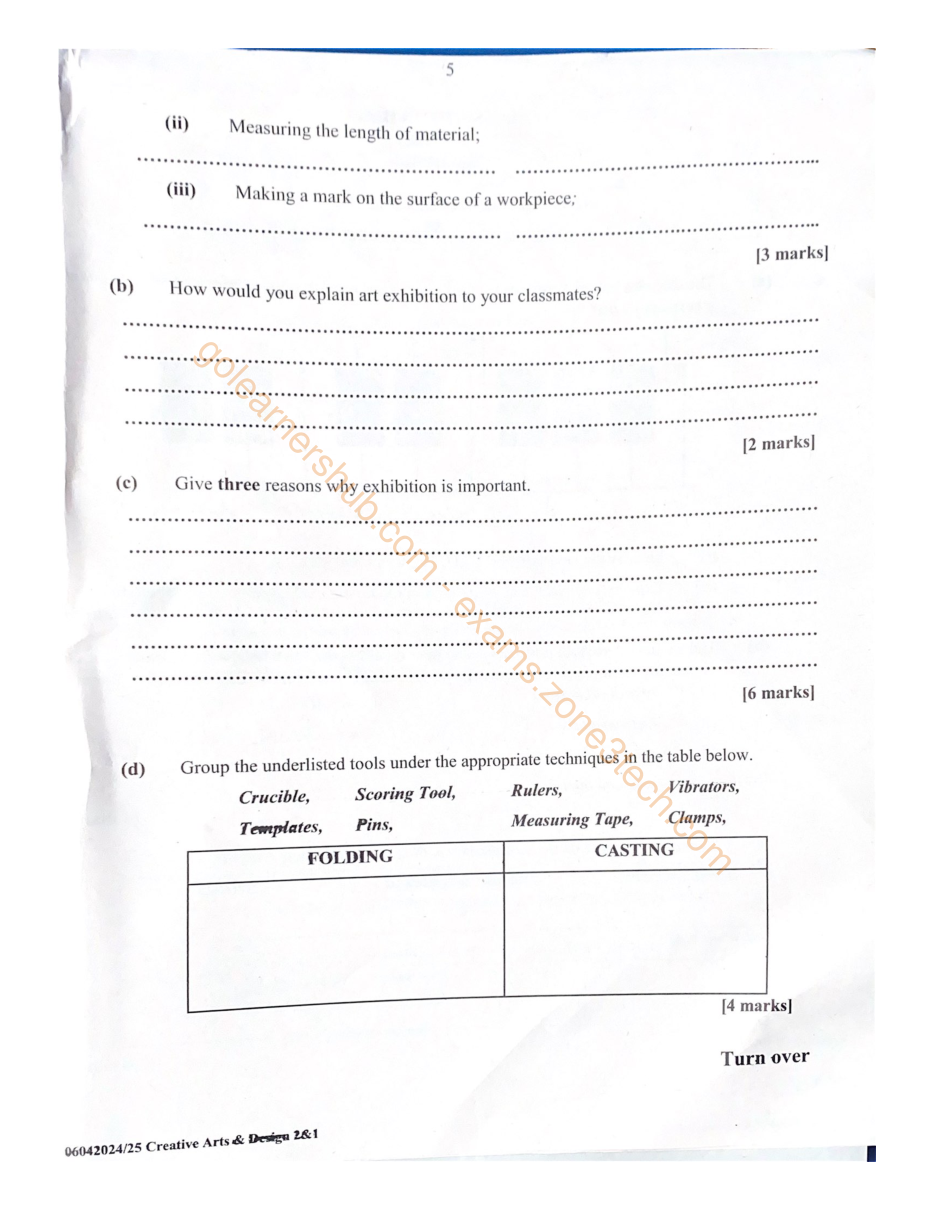 5
(ii) Measuring the length of material;
(iii) Making a mark on the surface of a workpiece;
[3 marks]
(b) How would you explain art exhibition to your classmates?
[2 marks]
(c) Give three reasons why exhibition is important.
[6 marks]
(d) Group the underlisted tools under the appropriate techniques in the table below.
Crucible, Scoring Tool, Rulers, Vibrators,
Templates, Pins, Measuring Tape, Clamps,
FOLDING CASTING
[4 marks]
Turn over
06042024/25 Creative Arts & Design 2&1
golearnershub.com - exams.zone3tech.com